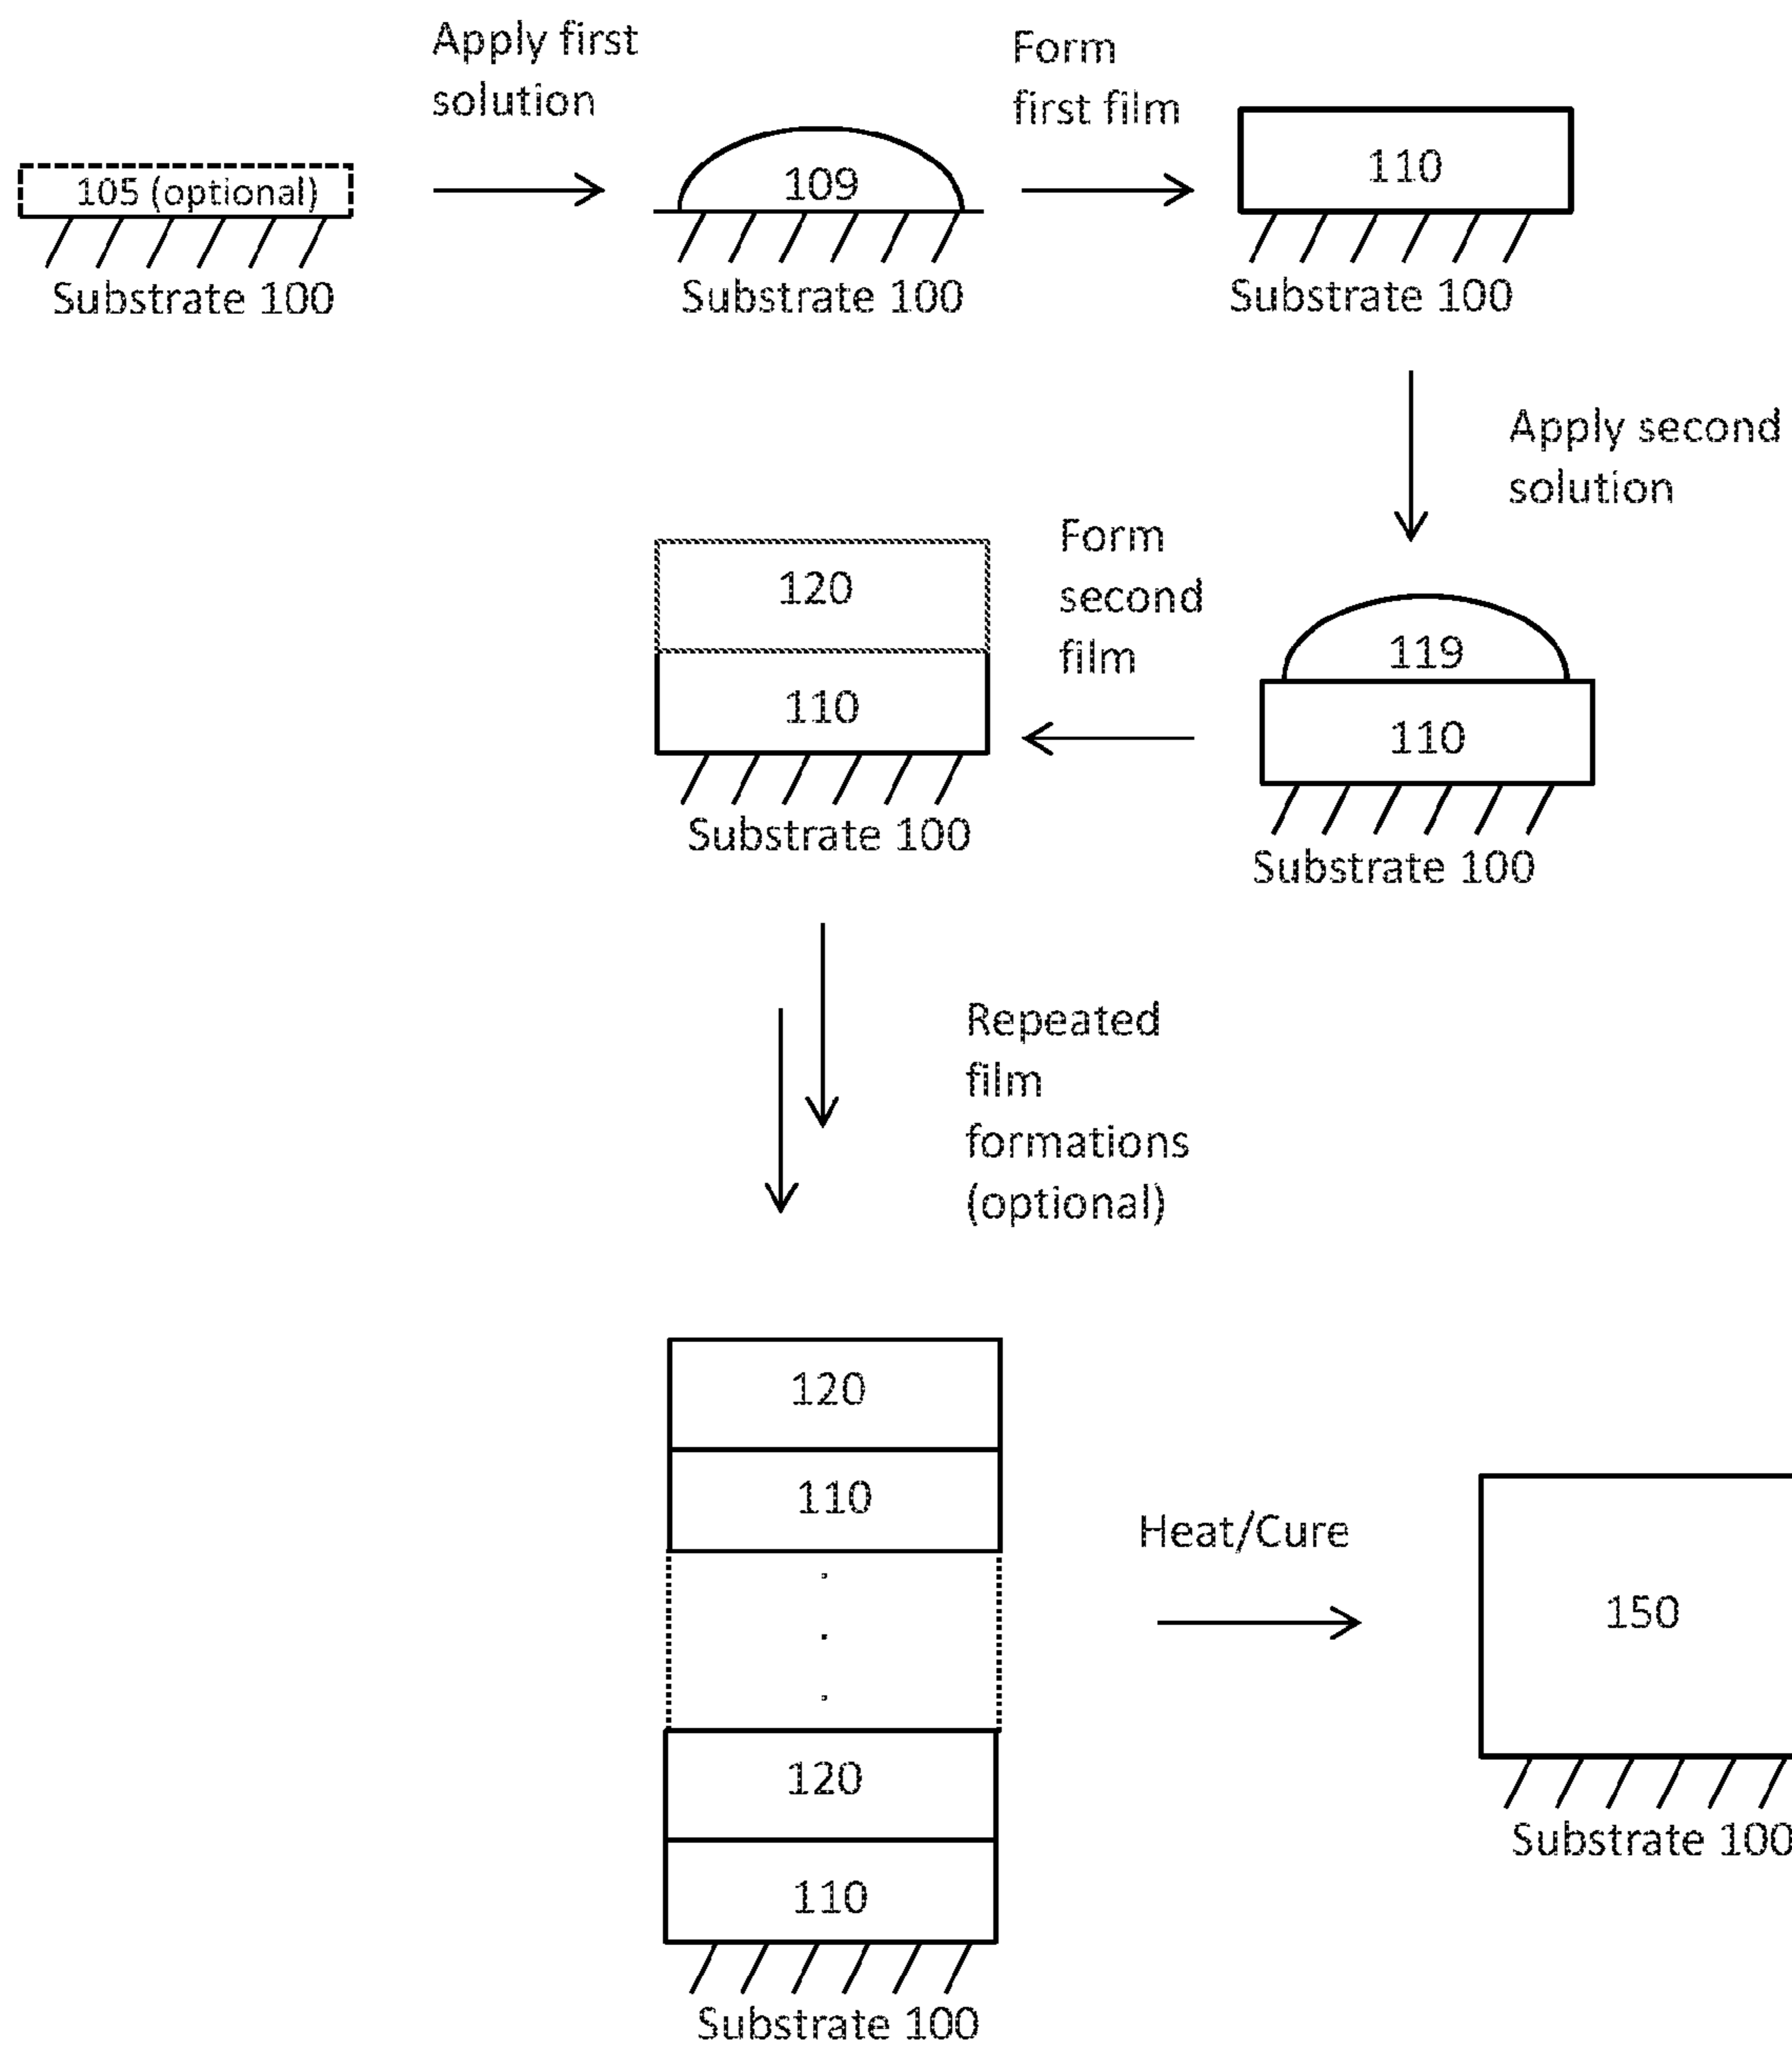 Apply first
solution
Form
first film
105 (optional)
Substrate 100
109
Substrate 100
110
Substrate 100
Apply second
solution
119
110
Substrate 100
Form
second
film
120
110
Substrate 100
Repeated
film
formations
(optional)
120
110
.
.
.
120
110
Substrate 100
Heat/Cure
150
Substrate 100